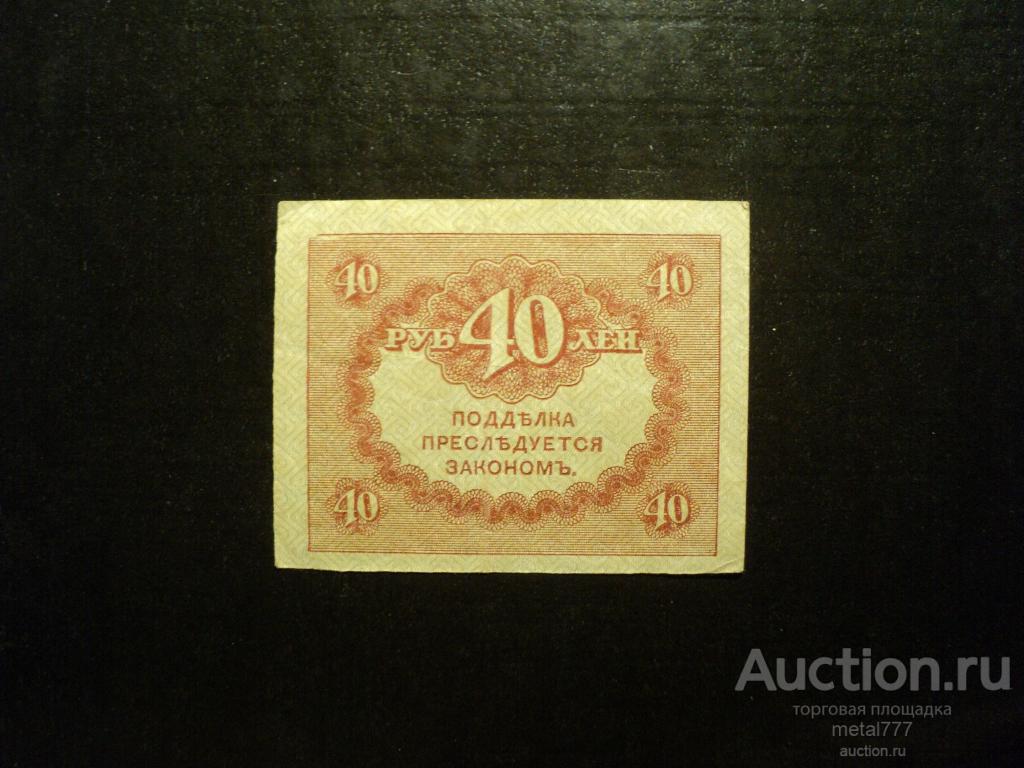 40 40
РУБ 40 ЛЕЙ
ПОДДѢЛКА
ПРЕСЛѢДУЕТСЯ
ЗАКОНОМЪ.
40 40
Auction.ru
торговая площадка
metal777
auction.ru